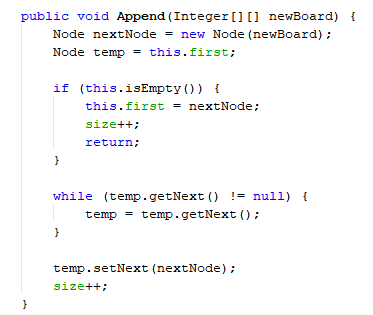 public void Append(Integer[][] newBoard) {
    Node nextNode = new Node(newBoard);
    Node temp = this.first;

    if (this.isEmpty()) {
        this.first = nextNode;
        size++;
        return;
    }

    while (temp.getNext() != null) {
        temp = temp.getNext();
    }

    temp.setNext(nextNode);
    size++;
}